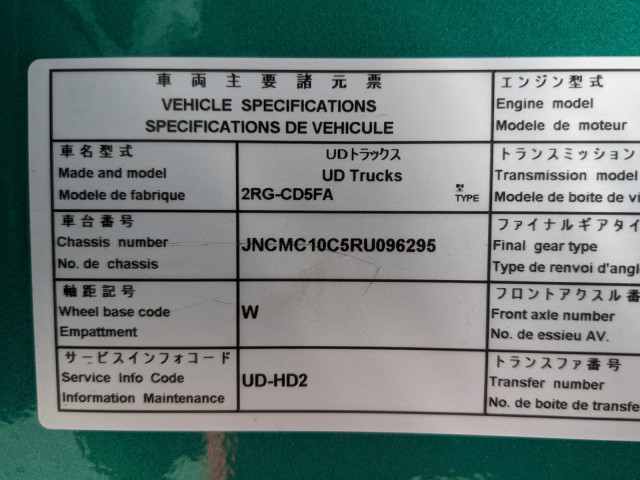 車両主要諸元票
VEHICLE SPECIFICATIONS
SPECIFICATIONS DE VEHICULE
エンジン型式
Engine model
Modele de moteur
車名型式
Made and model
Modele de fabrique
UDトラックス
UD Trucks
2RG-CD5FA
型
TYPE
トランスミッション
Transmission model
Modele de boite de
車台番号
Chassis number
No. de chassis
JNCMC10C5RU096295
ファイナルギアタイ
Final gear type
Type de renvoi d'angl
軸距記号
Wheel base code
Empattment
W
フロントアクスル番
Front axle number
No. de essieu AV.
サービスインフォコード
Service Info Code
Information Maintenance
UD-HD2
トランスファ番号
Transfer number
No. de boite de transfe